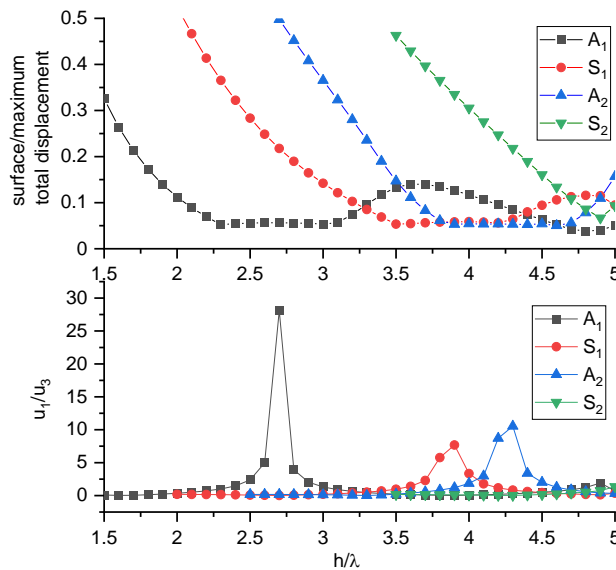 surface/maximum
total displacement
0.5
0.4
0.3
0.2
0.1
0
A₁
S₁
A₂
S₂
1.5 2 2.5 3 3.5 4 4.5 5
u₁/u₃
30
25
20
15
10
5
0
A₁
S₁
A₂
S₂
1.5 2 2.5 3 3.5 4 4.5 5
h/λ